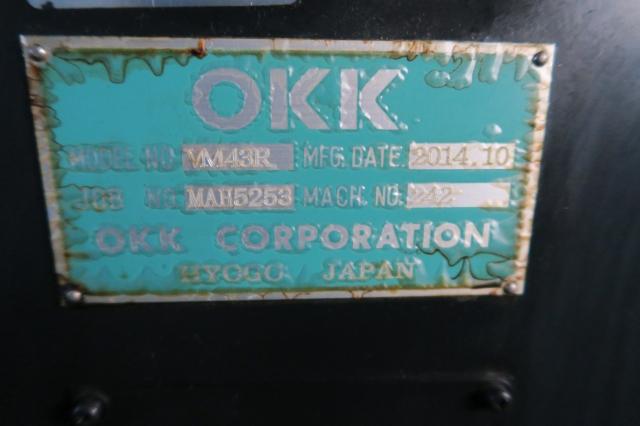 OKK
MODEL NO. VM43R MFG. DATE. 2014.10
JOB NO. MAH5253 MACH. NO. 242
OKK CORPORATION
HYOGO JAPAN